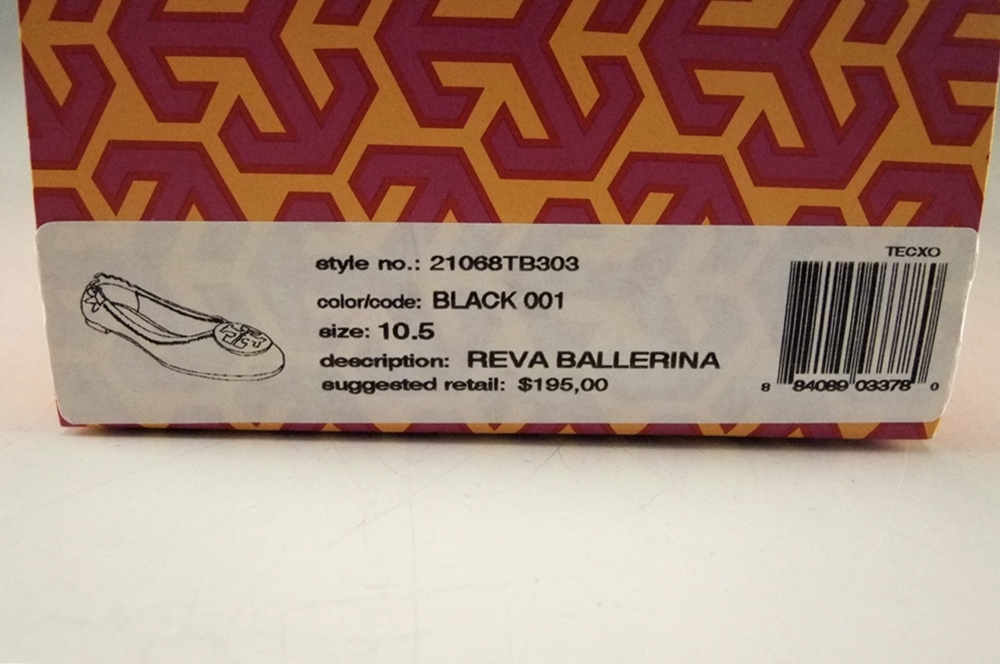 TECXO
style no.: 21068TB303
color/code: BLACK 001
size: 10.5
description: REVA BALLERINA
suggested retail: $195,00
8 84089 03378 0